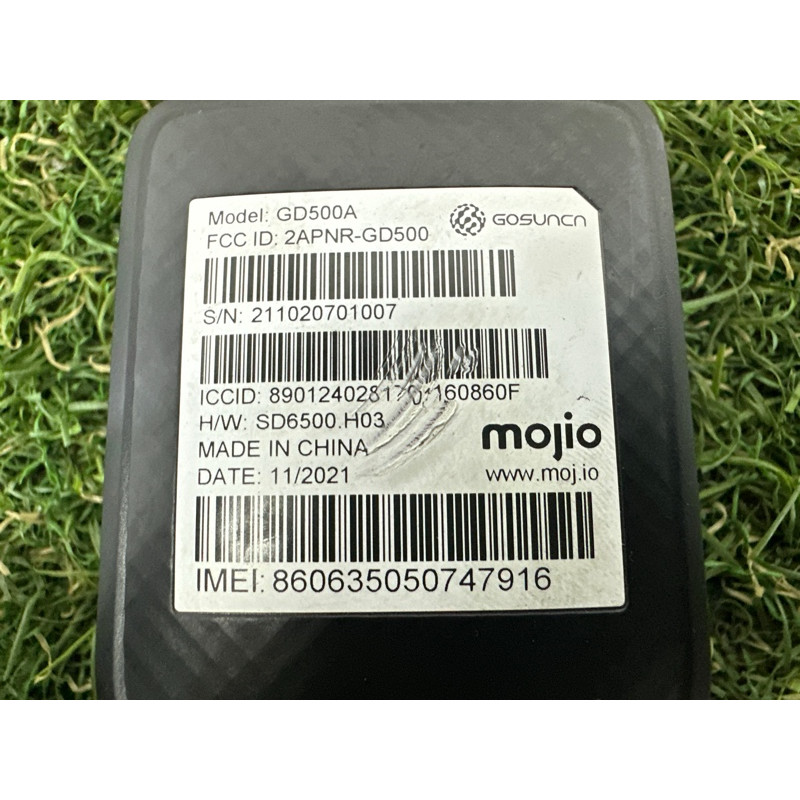 Model: GD500A
GOSUNCN
FCC ID: 2APNR-GD500
S/N: 211020701007
ICCID:
H/W: SD6500.H03
MADE IN CHINA
mojio
DATE: 11/2021
www.moj.io
IMEI: 860635050747916